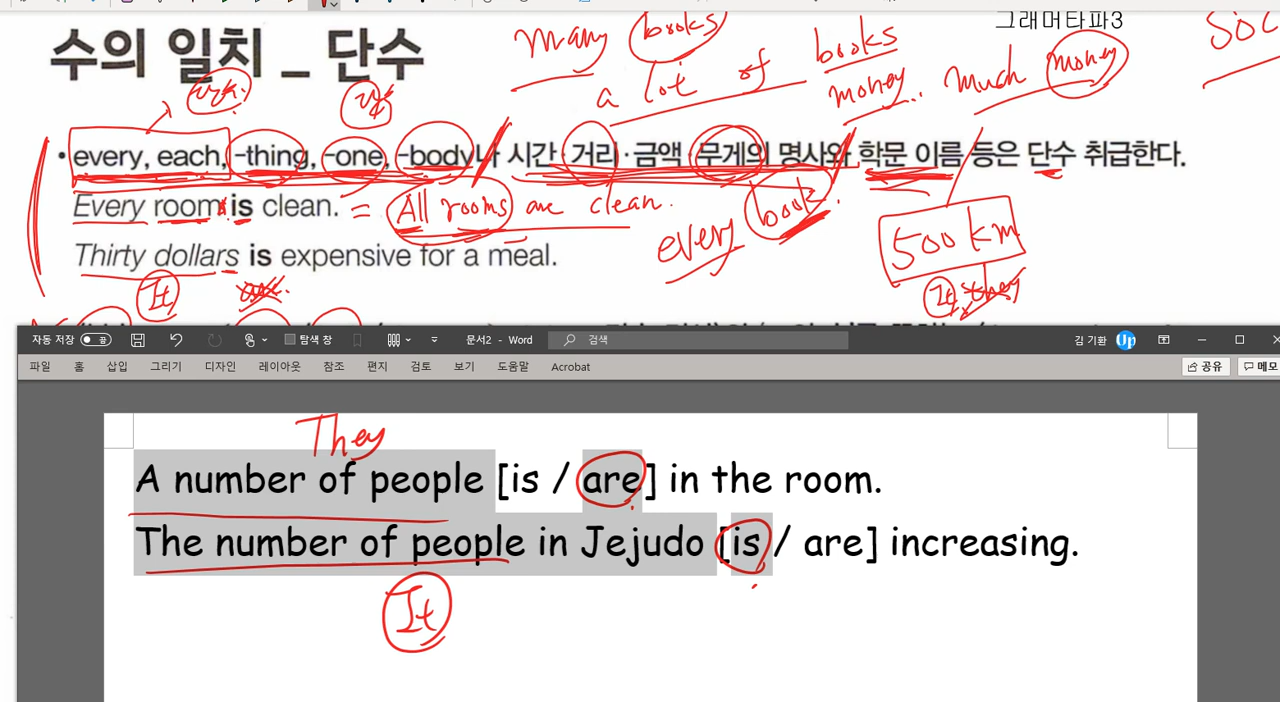 그래머타파3
수의 일치 _ 단수
many books
a lot of books
money..
much money
• every, each, -thing, -one, -body나 시간·거리·금액·무게의 명사와 학문 이름 등은 단수 취급한다.
Every room is clean. = All rooms are clean.
every book
500 km
Thirty dollars is expensive for a meal.
It
It they
자동 저장 끔 탐색 창 문서2 - Word 검색 김 기환
파일 홈 삽입 그리기 디자인 레이아웃 참조 편지 검토 보기 도움말 Acrobat 공유 메모
They
A number of people [is / are] in the room.
The number of people in Jejudo [is / are] increasing.
It